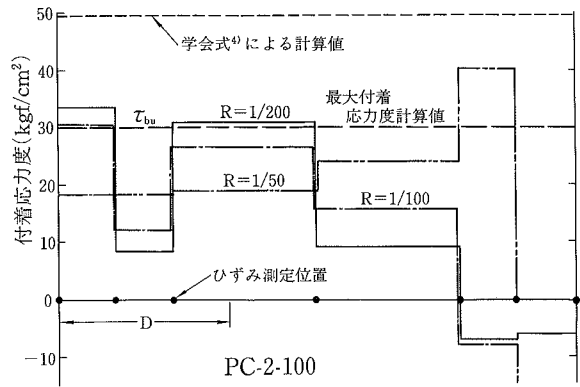 50
学会式4)による計算値
40
最大付着
応力度計算値
τbu
R=1/200
30
付着応力度(kgf/cm²)
20
R=1/50
R=1/100
10
ひずみ測定位置
0
D
-10
PC-2-100